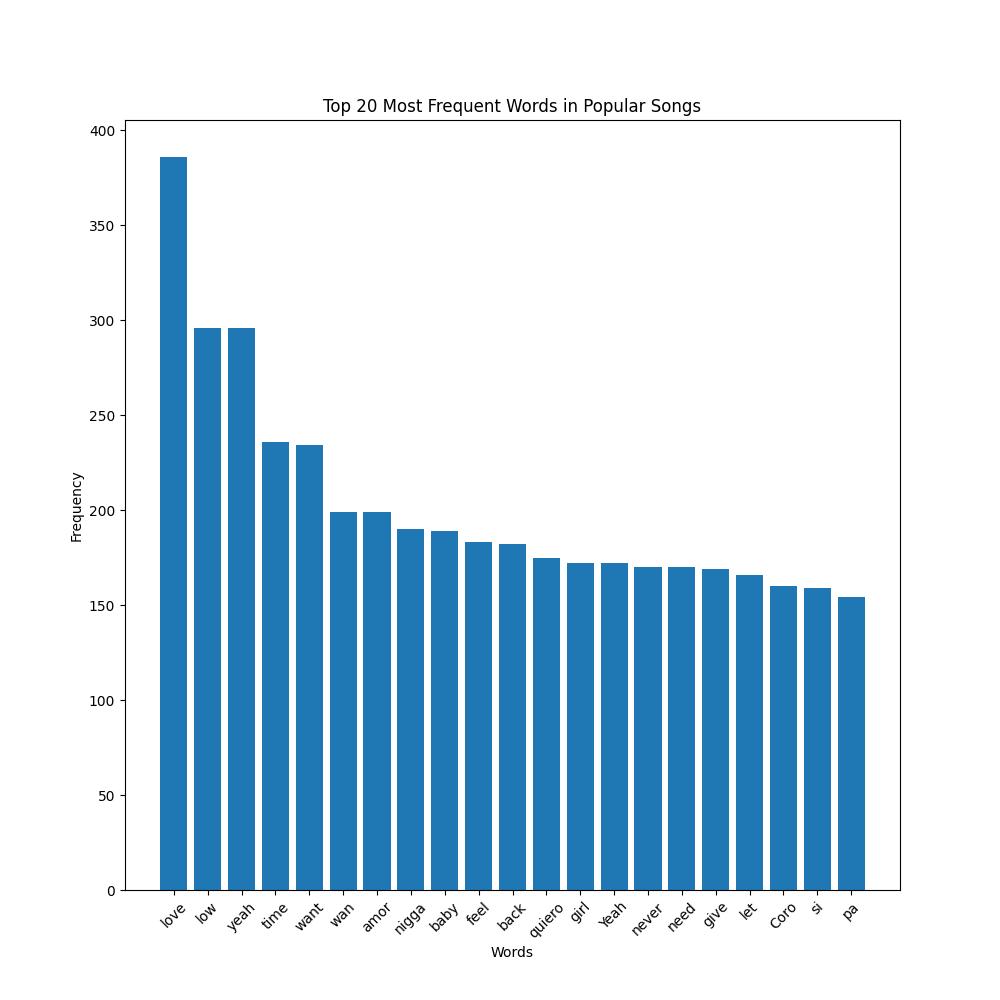 Top 20 Most Frequent Words in Popular Songs
400
350
300
250
200
150
100
50
0
Frequency
love low yeah time want wan amor nigga baby feel back quiero girl Yeah never need give let Coro si pa
Words